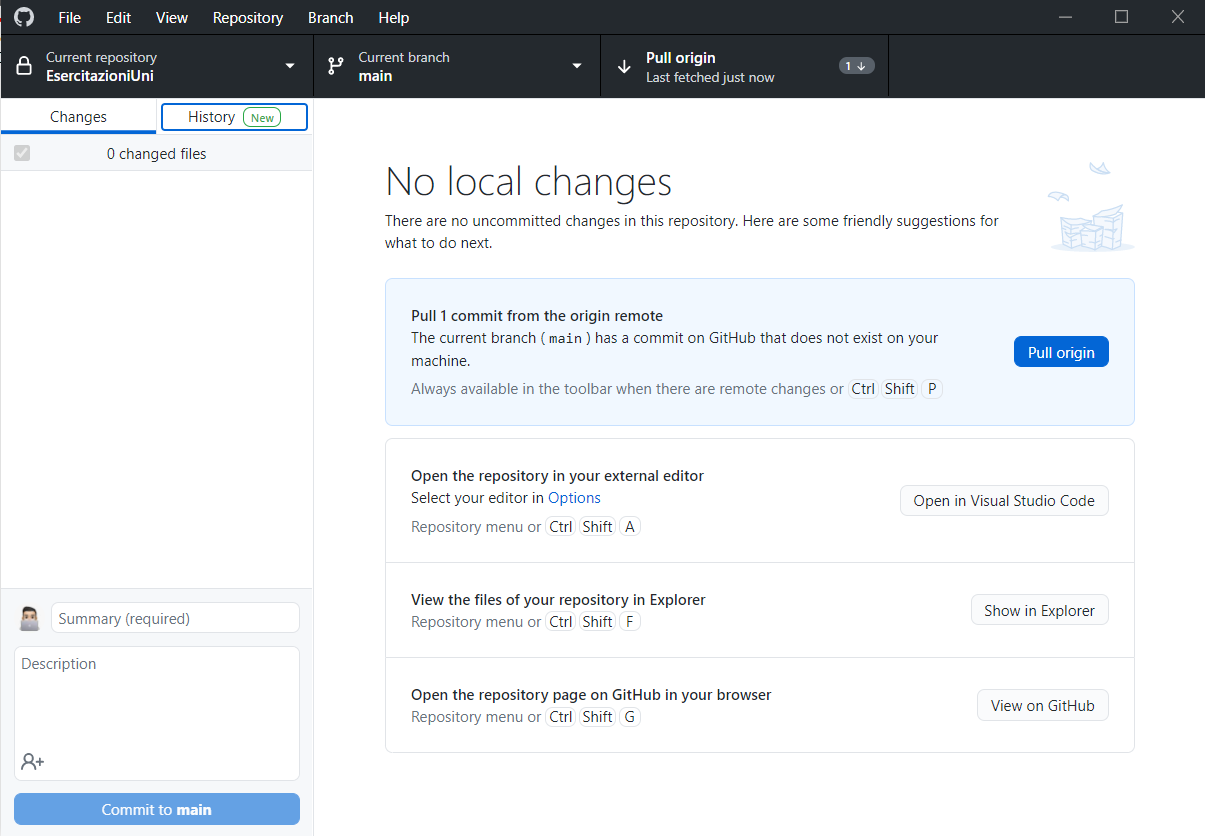 File Edit View Repository Branch Help
Current repository
EsercitazioniUni
Current branch
main
Pull origin
Last fetched just now
1
Changes
History New
0 changed files
No local changes
There are no uncommitted changes in this repository. Here are some friendly suggestions for
what to do next.
Pull 1 commit from the origin remote
The current branch ( main ) has a commit on GitHub that does not exist on your
machine.
Always available in the toolbar when there are remote changes or Ctrl Shift P
Pull origin
Open the repository in your external editor
Select your editor in Options
Repository menu or Ctrl Shift A
Open in Visual Studio Code
View the files of your repository in Explorer
Repository menu or Ctrl Shift F
Show in Explorer
Open the repository page on GitHub in your browser
Repository menu or Ctrl Shift G
View on GitHub
Summary (required)
Description
Commit to main